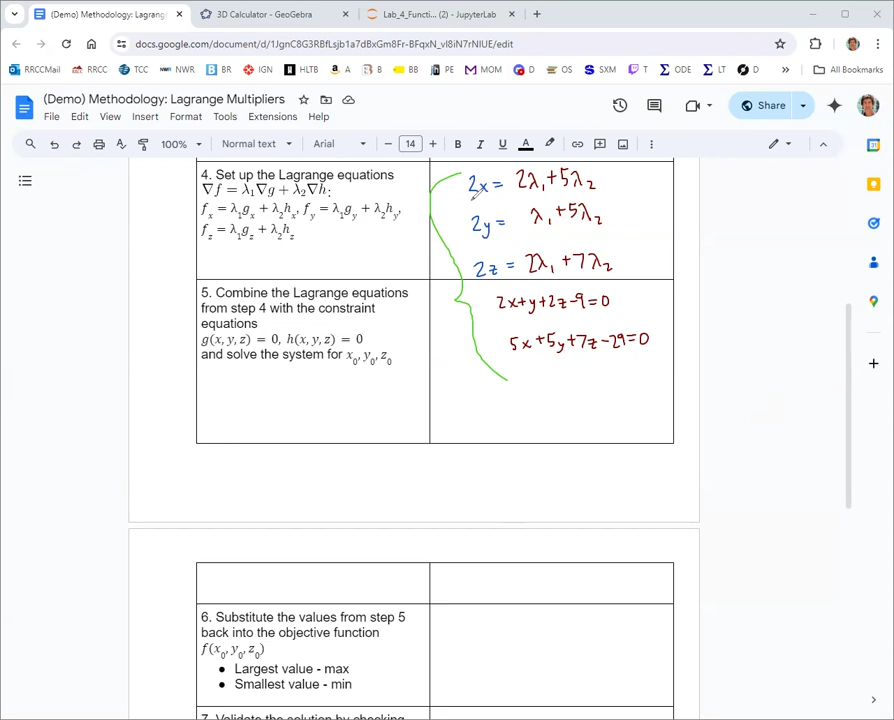 (Demo) Methodology: Lagrange
3D Calculator - GeoGebra
Lab_4_Functi... (2) - JupyterLab
docs.google.com/document/d/1JgnC8G3RBfLsjb1a7dBxGm8Fr-BFqxN_vl8iN7rNIUE/edit
RRCCMail
RRCC
TCC
NWR
BR
IGN
HLTB
A
B
BB
PE
MOM
D
OS
SXM
T
ODE
LT
D
All Bookmarks
(Demo) Methodology: Lagrange Multipliers
File Edit View Insert Format Tools Extensions Help
Share
100%
Normal text
Arial
14
4. Set up the Lagrange equations
∇f = λ₁∇g + λ₂∇h:
f_x = λ₁g_x + λ₂h_x, f_y = λ₁g_y + λ₂h_y,
f_z = λ₁g_z + λ₂h_z
2x = 2λ₁+5λ₂
2y = λ₁+5λ₂
2z = 2λ₁+7λ₂
5. Combine the Lagrange equations
from step 4 with the constraint
equations
g(x, y, z) = 0, h(x, y, z) = 0
and solve the system for x₀, y₀, z₀
2x+y+2z-9=0
5x+5y+7z-29=0
6. Substitute the values from step 5
back into the objective function
f(x₀, y₀, z₀)
● Largest value - max
● Smallest value - min
7. Validate the solution by checking